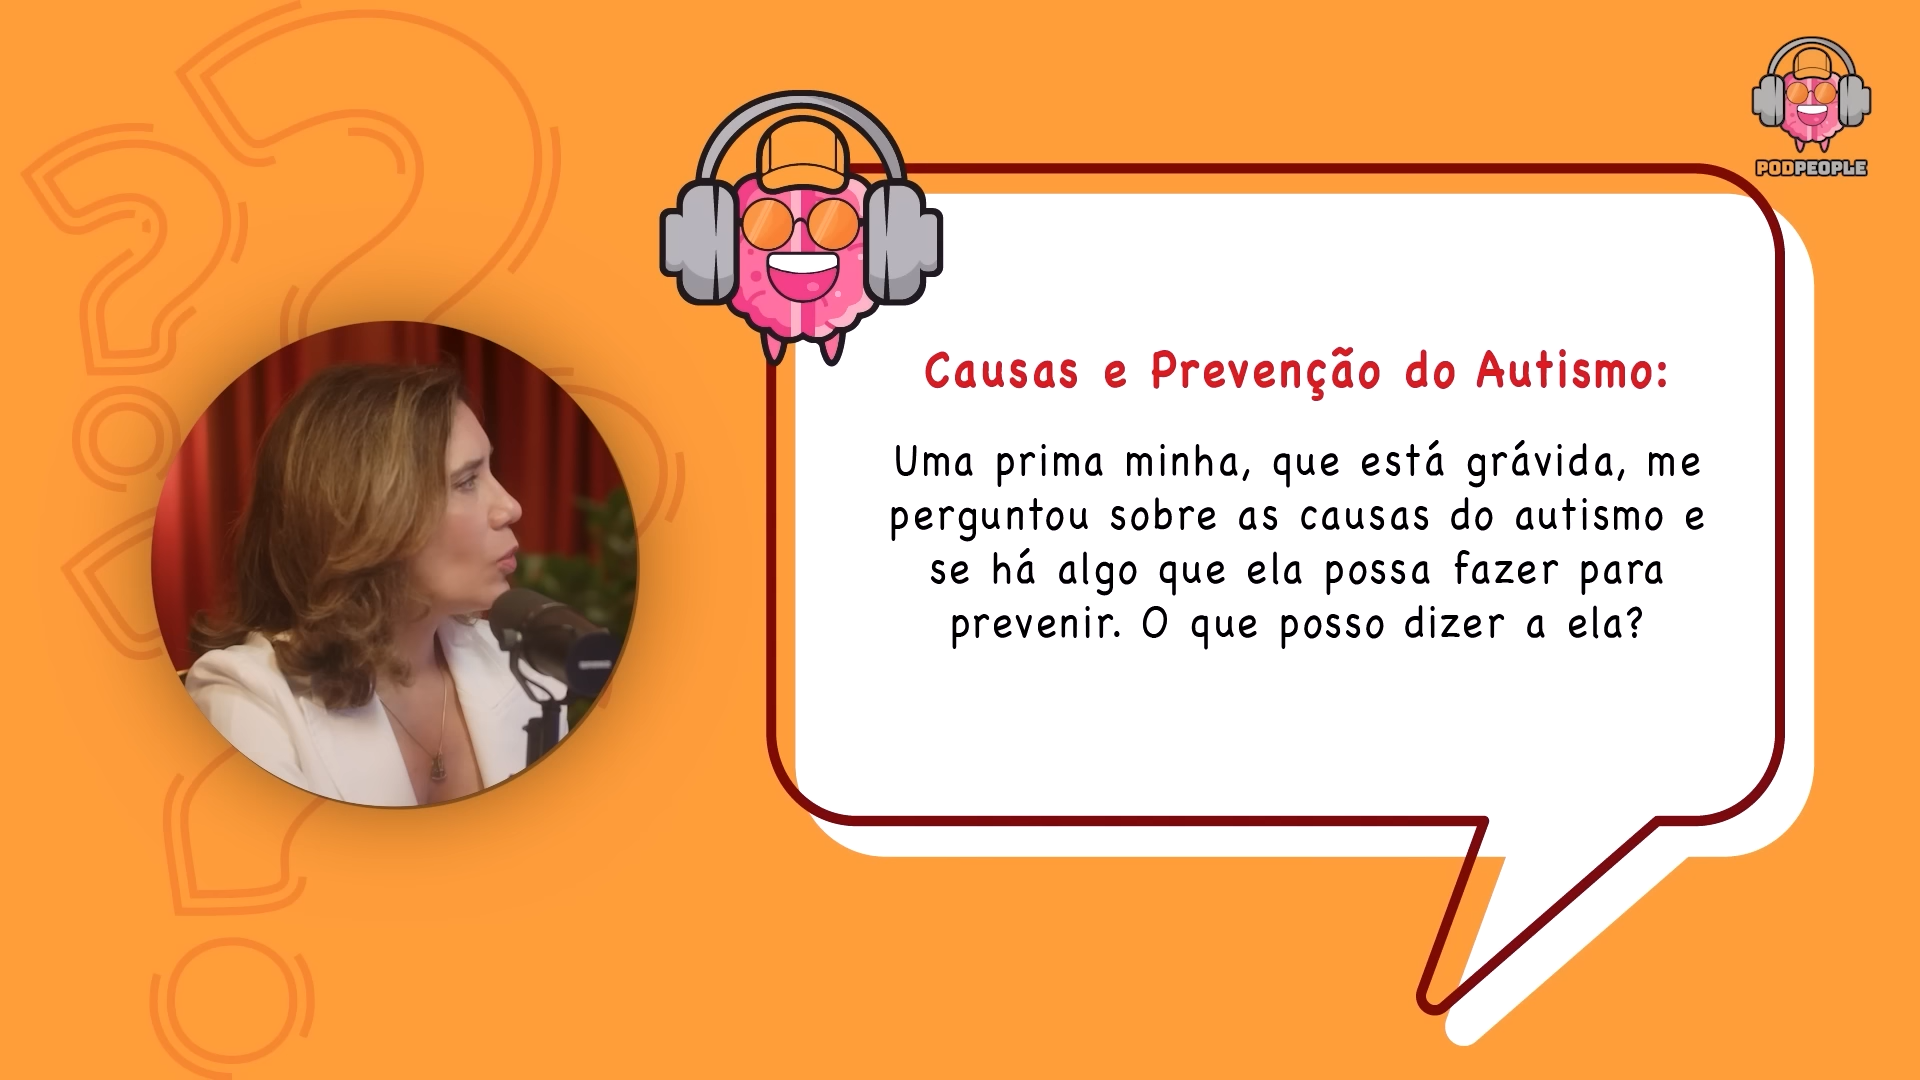 PODPEOPLE
Causas e Prevenção do Autismo:
Uma prima minha, que está grávida, me
perguntou sobre as causas do autismo e
se há algo que ela possa fazer para
prevenir. O que posso dizer a ela?